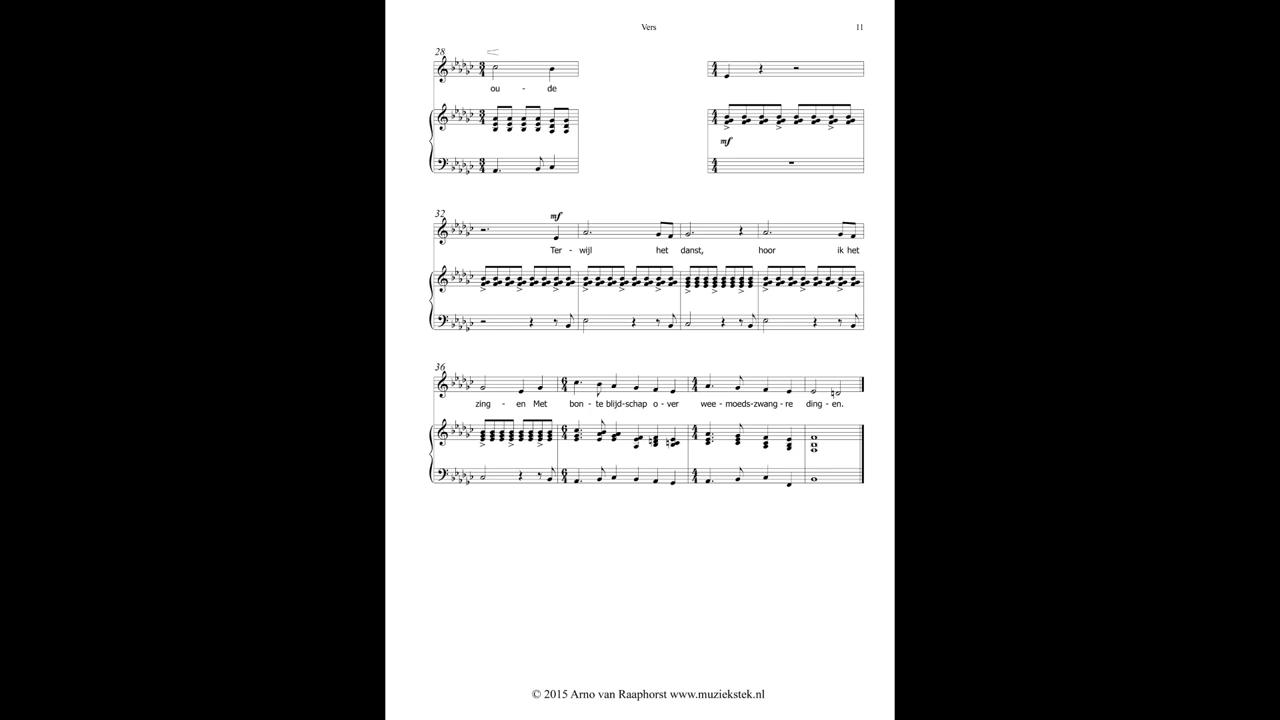 Vers 11
28
ou - de
mf
32 mf
Ter - wijl het danst, hoor ik het
36
zing - en Met bon - te blijd-schap o - ver wee - moeds-zwang - re ding - en.
© 2015 Arno van Raaphorst www.muziekstek.nl